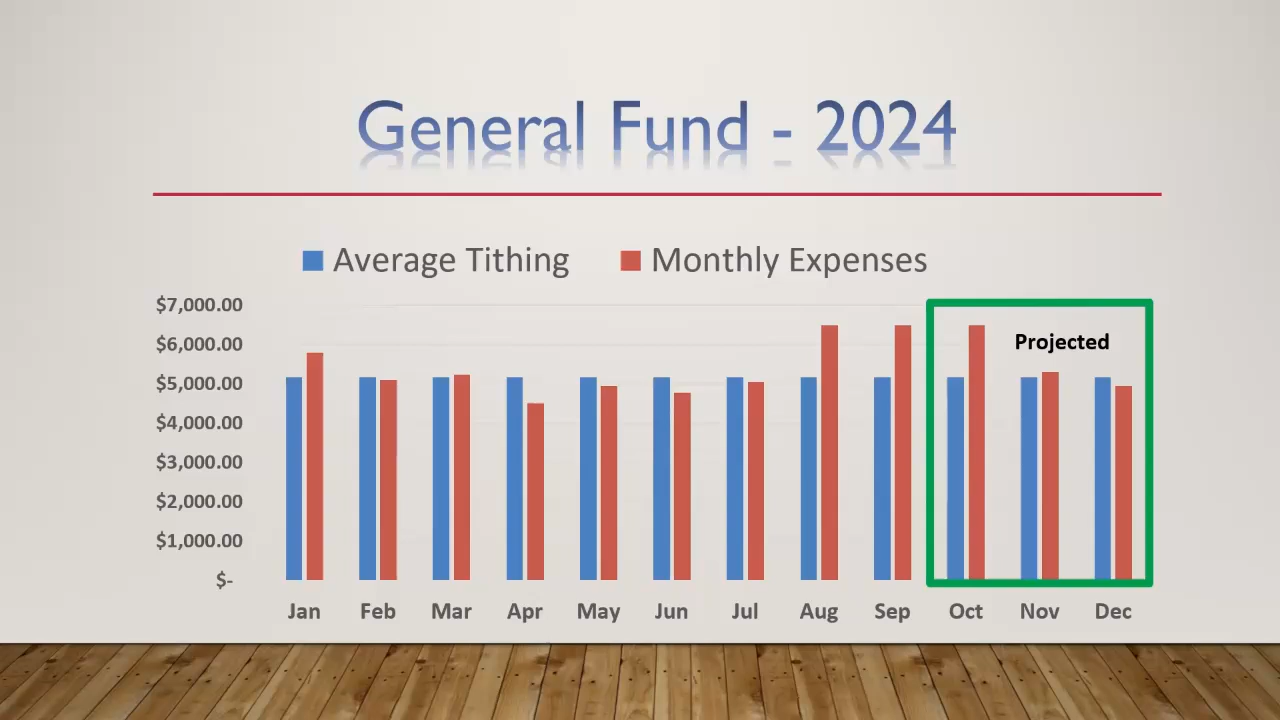 General Fund - 2024
Average Tithing Monthly Expenses
$7,000.00
$6,000.00
$5,000.00
$4,000.00
$3,000.00
$2,000.00
$1,000.00
$-
Projected
Jan Feb Mar Apr May Jun Jul Aug Sep Oct Nov Dec